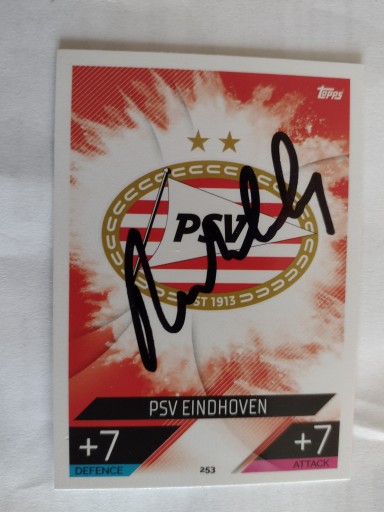 Topps
PSV
EST 1913
PSV EINDHOVEN
+7
DEFENCE
253
+7
ATTACK